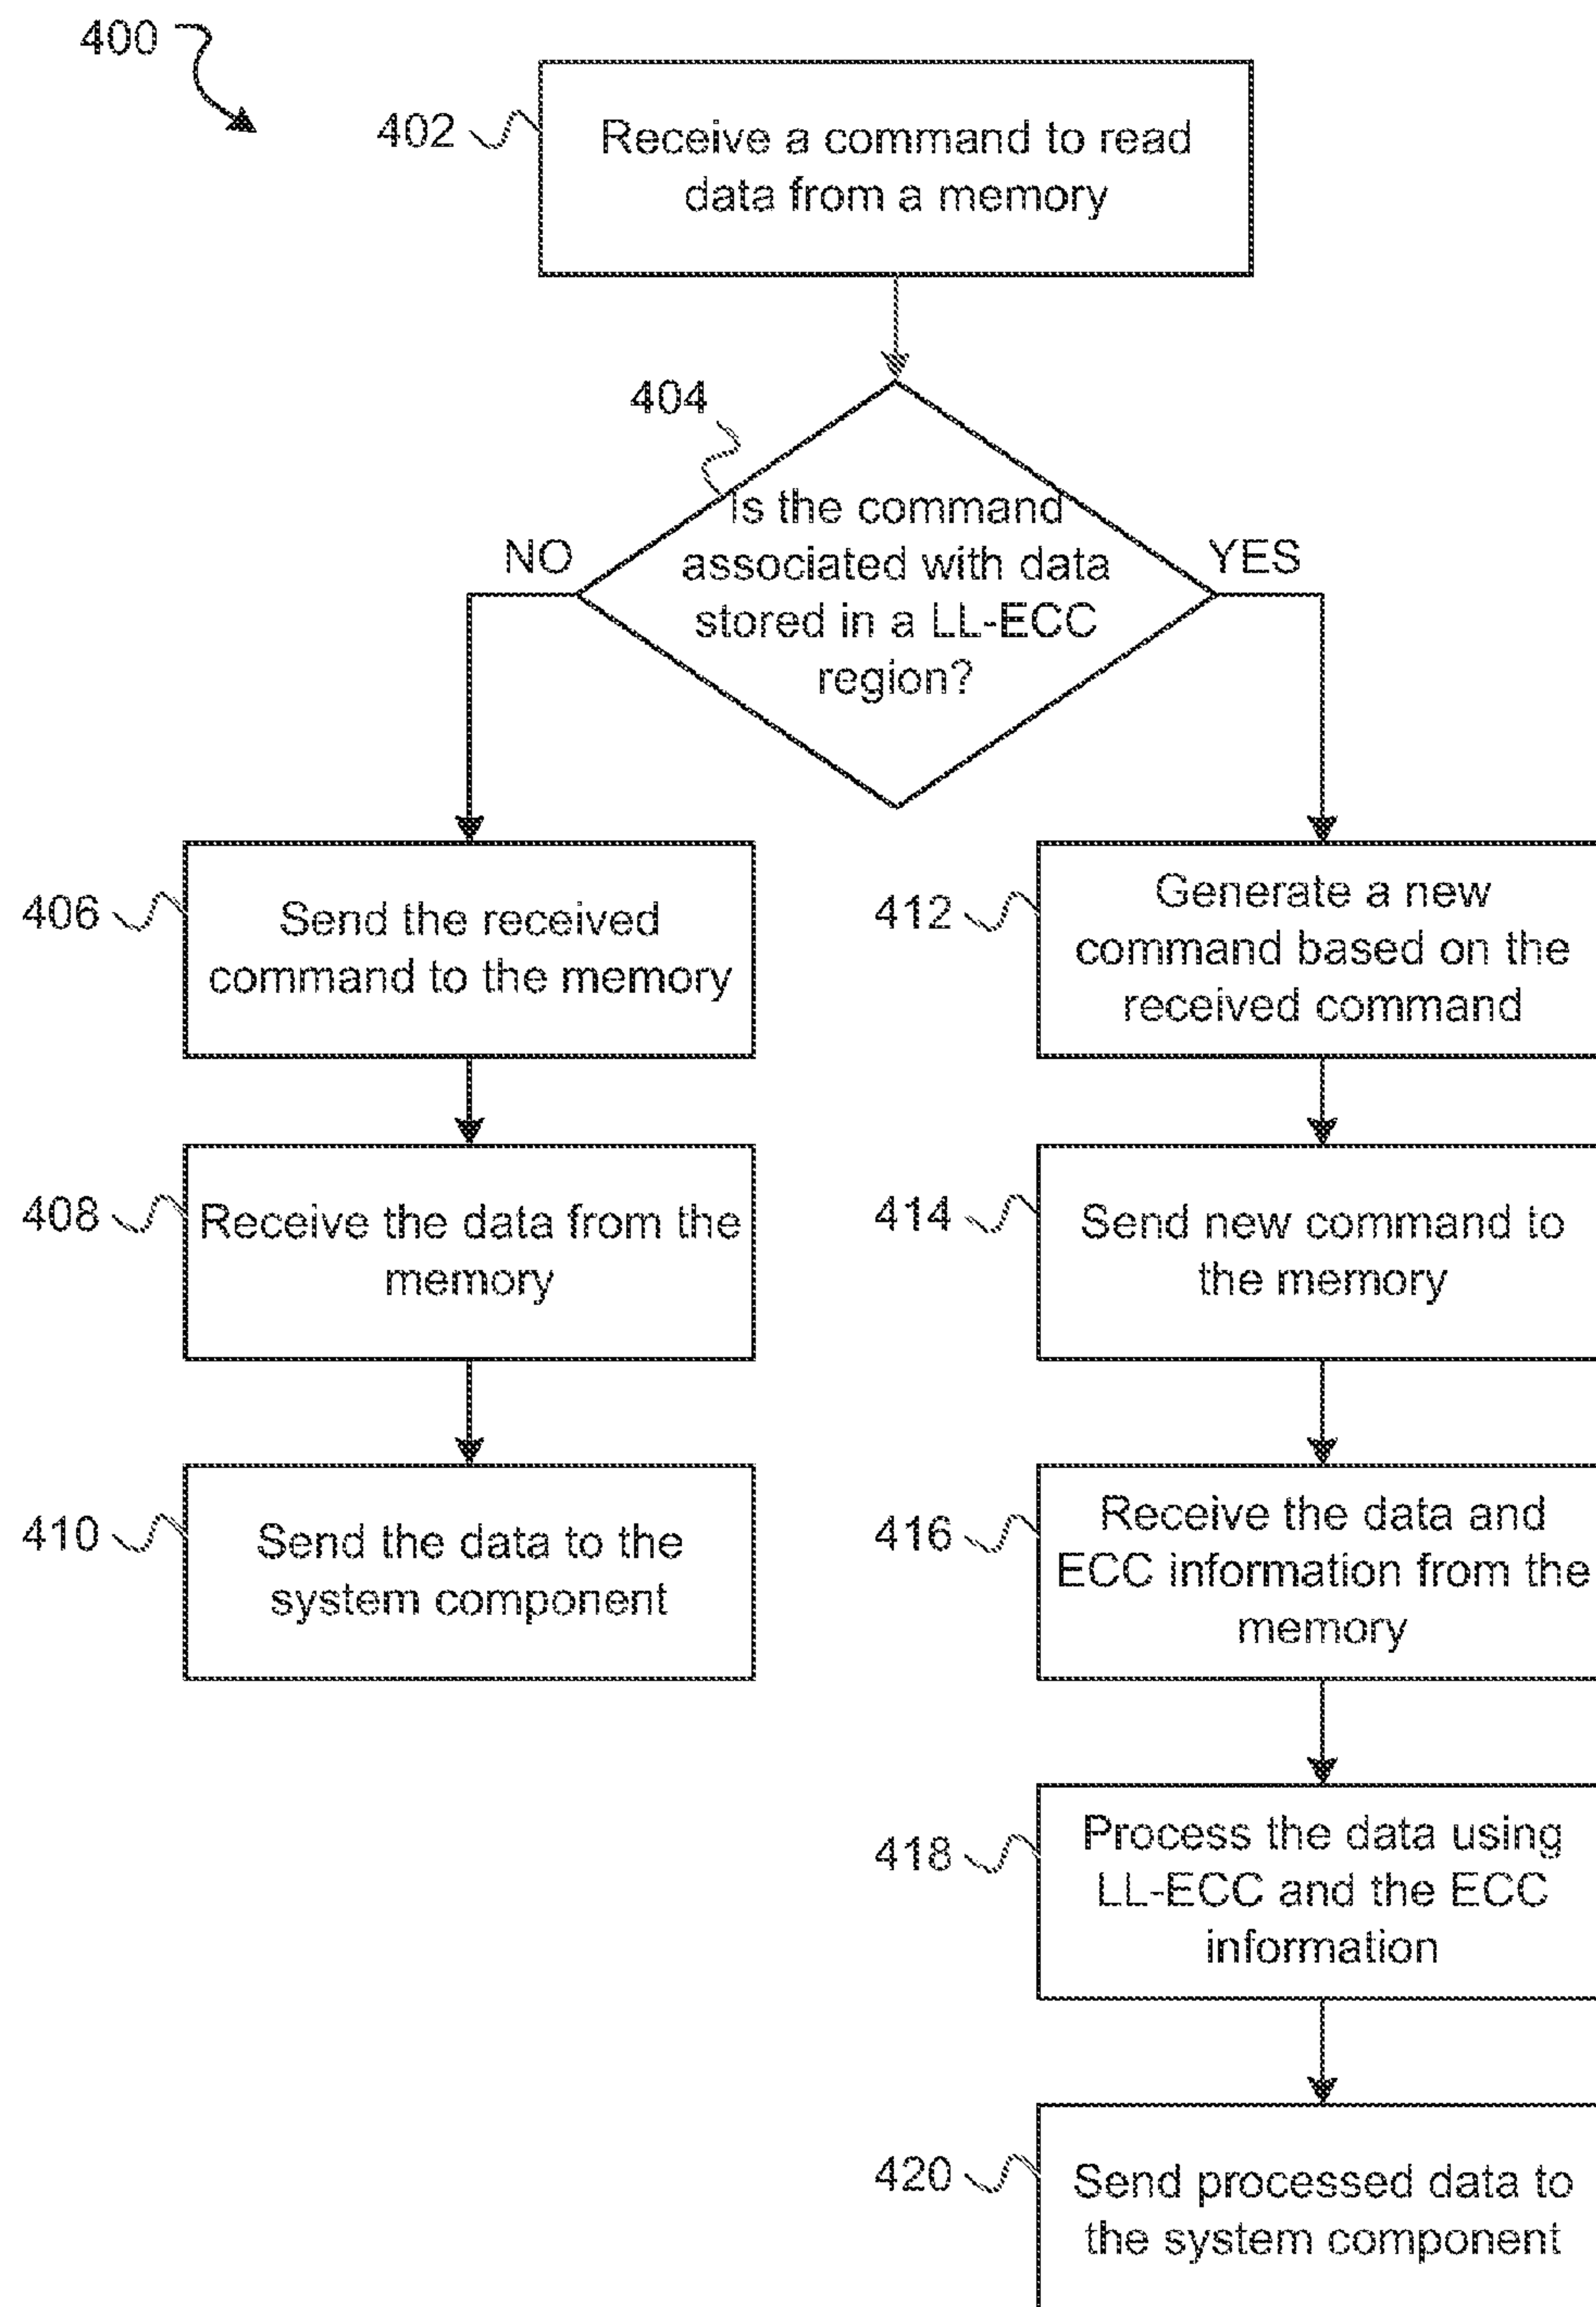 400
402
Receive a command to read
data from a memory
404
Is the command
associated with data
stored in a LL-ECC
region?
NO
YES
406
Send the received
command to the memory
412
Generate a new
command based on the
received command
408
Receive the data from the
memory
414
Send new command to
the memory
410
Send the data to the
system component
416
Receive the data and
ECC information from the
memory
418
Process the data using
LL-ECC and the ECC
information
420
Send processed data to
the system component